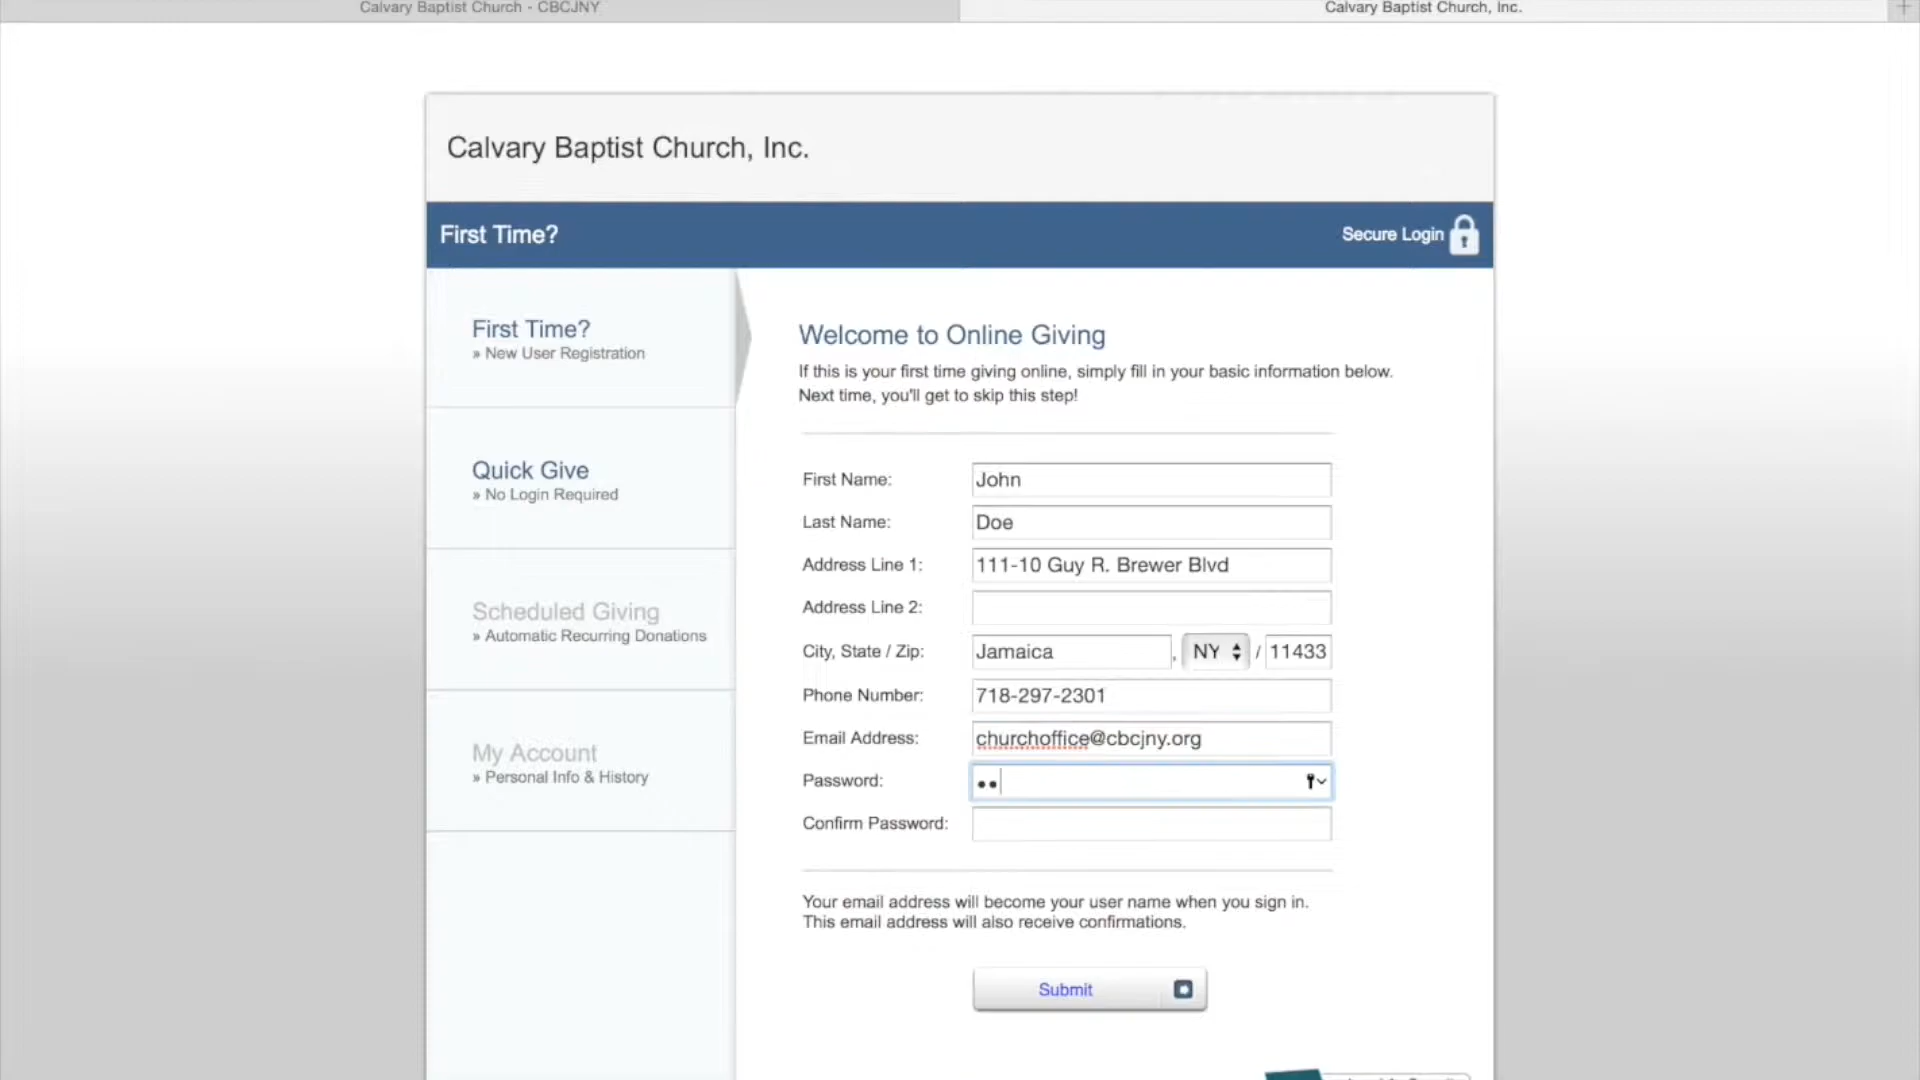 Calvary Baptist Church - CBCJNY
Calvary Baptist Church, Inc.
Calvary Baptist Church, Inc.
First Time?
Secure Login
First Time?
» New User Registration
Quick Give
» No Login Required
Scheduled Giving
» Automatic Recurring Donations
My Account
» Personal Info & History
Welcome to Online Giving
If this is your first time giving online, simply fill in your basic information below.
Next time, you'll get to skip this step!
First Name: John
Last Name: Doe
Address Line 1: 111-10 Guy R. Brewer Blvd
Address Line 2:
City, State / Zip: Jamaica , NY / 11433
Phone Number: 718-297-2301
Email Address: churchoffice@cbcjny.org
Password: ••
Confirm Password:
Your email address will become your user name when you sign in.
This email address will also receive confirmations.
Submit